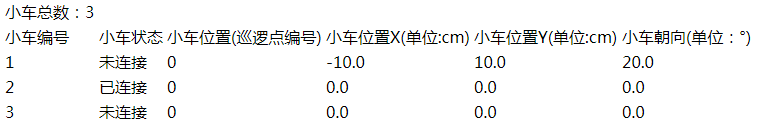 小车总数：3
小车编号 小车状态 小车位置(巡逻点编号) 小车位置X(单位:cm) 小车位置Y(单位:cm) 小车朝向(单位：°)
1 未连接 0 -10.0 10.0 20.0
2 已连接 0 0.0 0.0 0.0
3 未连接 0 0.0 0.0 0.0